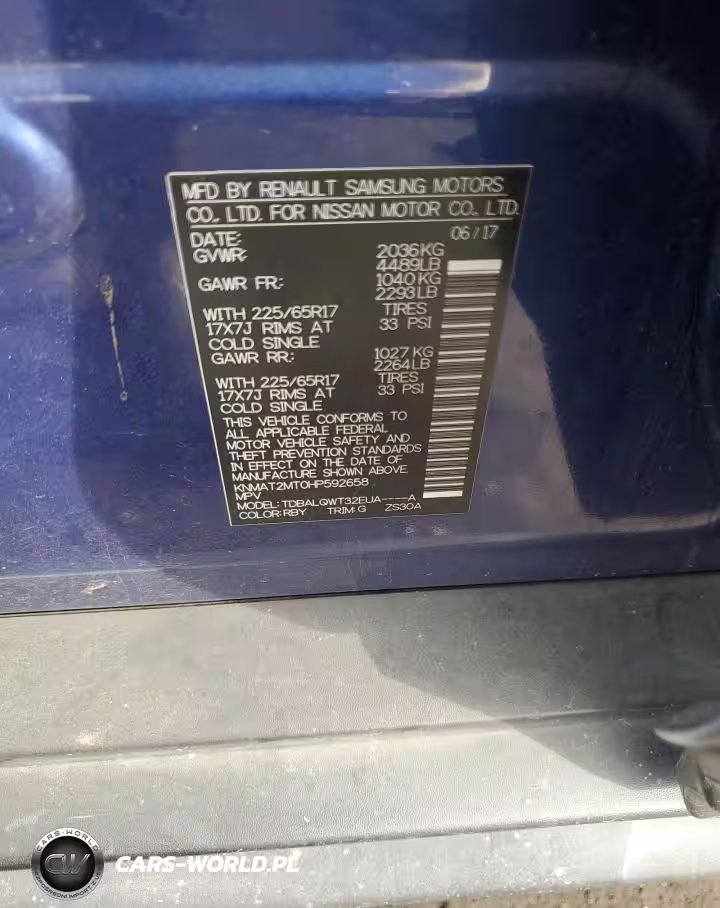 MFD BY RENAULT SAMSUNG MOTORS
CO., LTD. FOR NISSAN MOTOR CO., LTD.
DATE: 06/17
GVWR: 2036KG
4489LB
GAWR FR: 1040KG
2293LB
WITH 225/65R17 TIRES
17X7J RIMS AT 33 PSI
COLD SINGLE
GAWR RR: 1027 KG
2264LB
WITH 225/65R17 TIRES
17X7J RIMS AT 33 PSI
COLD SINGLE
THIS VEHICLE CONFORMS TO
ALL APPLICABLE FEDERAL
MOTOR VEHICLE SAFETY AND
THEFT PREVENTION STANDARDS
IN EFFECT ON THE DATE OF
MANUFACTURE SHOWN ABOVE.
KNMAT2MT0HP592658
MPV
MODEL: TDBALQWT32EUA----A
COLOR:RBY TRIM:G ZS30A
CARS-WORLD
CW
CARS-WORLD.PL